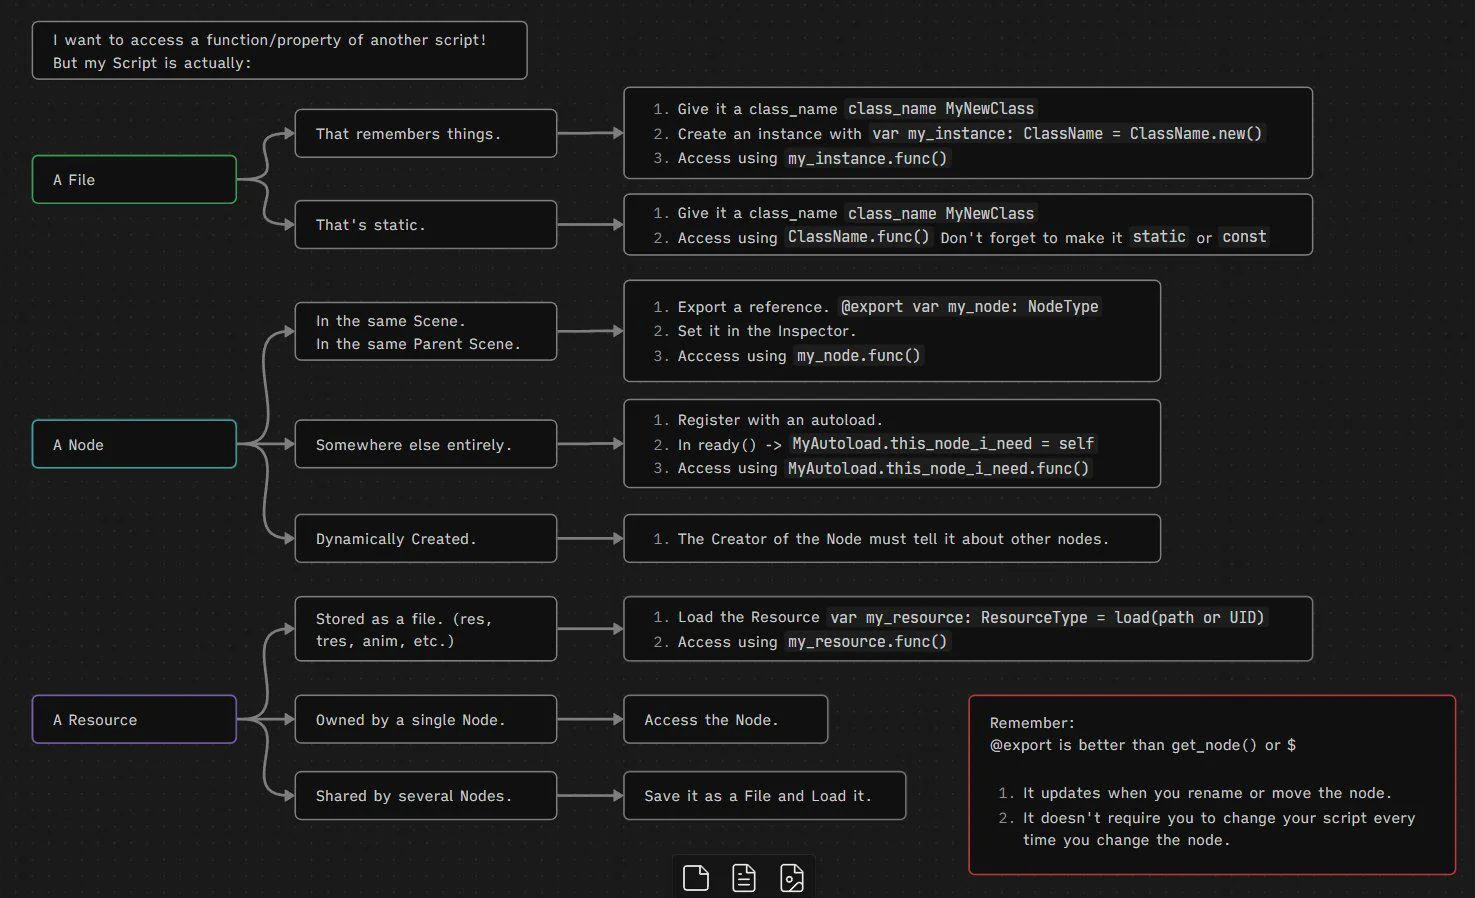 I want to access a function/property of another script!
But my Script is actually:
A File
That remembers things.
1. Give it a class_name class_name MyNewClass
2. Create an instance with var my_instance: ClassName = ClassName.new()
3. Access using my_instance.func()
That's static.
1. Give it a class_name class_name MyNewClass
2. Access using ClassName.func() Don't forget to make it static or const
A Node
In the same Scene.
In the same Parent Scene.
1. Export a reference. @export var my_node: NodeType
2. Set it in the Inspector.
3. Acccess using my_node.func()
Somewhere else entirely.
1. Register with an autoload.
2. In ready() -> MyAutoload.this_node_i_need = self
3. Access using MyAutoload.this_node_i_need.func()
Dynamically Created.
1. The Creator of the Node must tell it about other nodes.
A Resource
Stored as a file. (res,
tres, anim, etc.)
1. Load the Resource var my_resource: ResourceType = load(path or UID)
2. Access using my_resource.func()
Owned by a single Node.
Access the Node.
Shared by several Nodes.
Save it as a File and Load it.
Remember:
@export is better than get_node() or $
1. It updates when you rename or move the node.
2. It doesn't require you to change your script every
time you change the node.